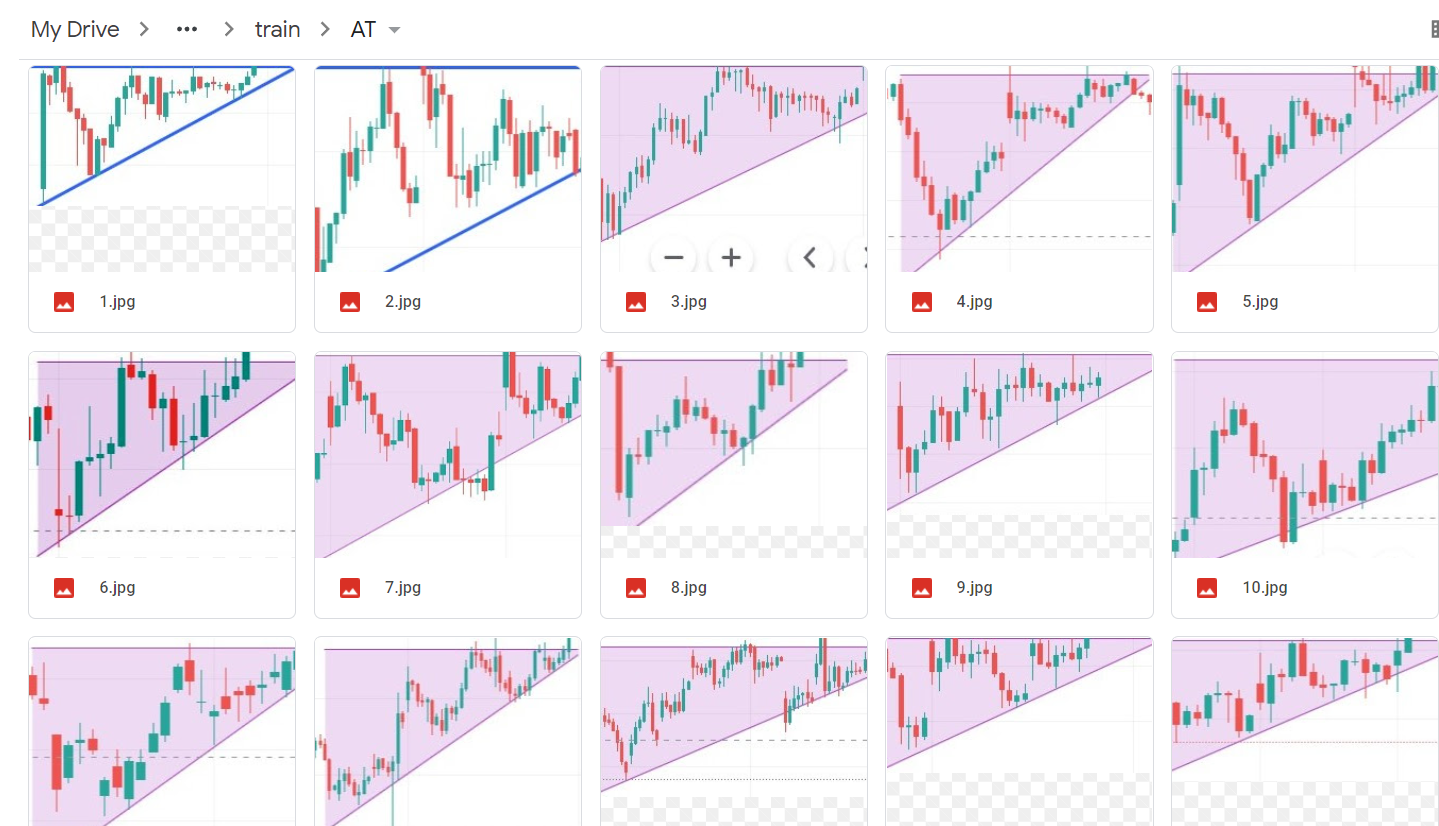 My Drive > ••• > train > AT
1.jpg 2.jpg 3.jpg 4.jpg 5.jpg
6.jpg 7.jpg 8.jpg 9.jpg 10.jpg